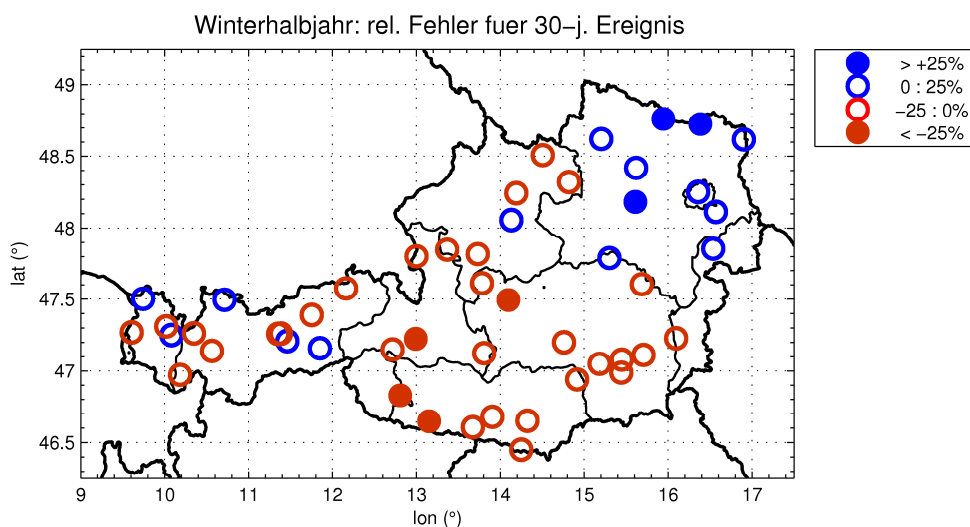 Winterhalbjahr: rel. Fehler fuer 30−j. Ereignis
> +25%
0 : 25%
−25 : 0%
< −25%
lat (°)
49
48.5
48
47.5
47
46.5
9 10 11 12 13 14 15 16 17
lon (°)